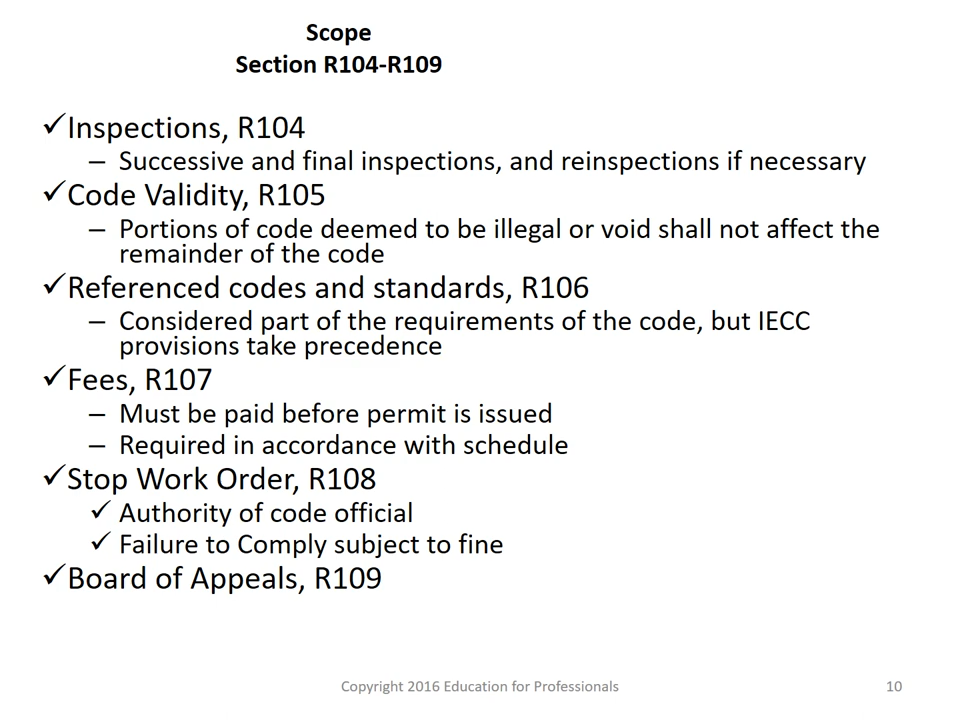 Scope
Section R104-R109
✓Inspections, R104
– Successive and final inspections, and reinspections if necessary
✓Code Validity, R105
– Portions of code deemed to be illegal or void shall not affect the
remainder of the code
✓Referenced codes and standards, R106
– Considered part of the requirements of the code, but IECC
provisions take precedence
✓Fees, R107
– Must be paid before permit is issued
– Required in accordance with schedule
✓Stop Work Order, R108
✓ Authority of code official
✓ Failure to Comply subject to fine
✓Board of Appeals, R109
Copyright 2016 Education for Professionals
10